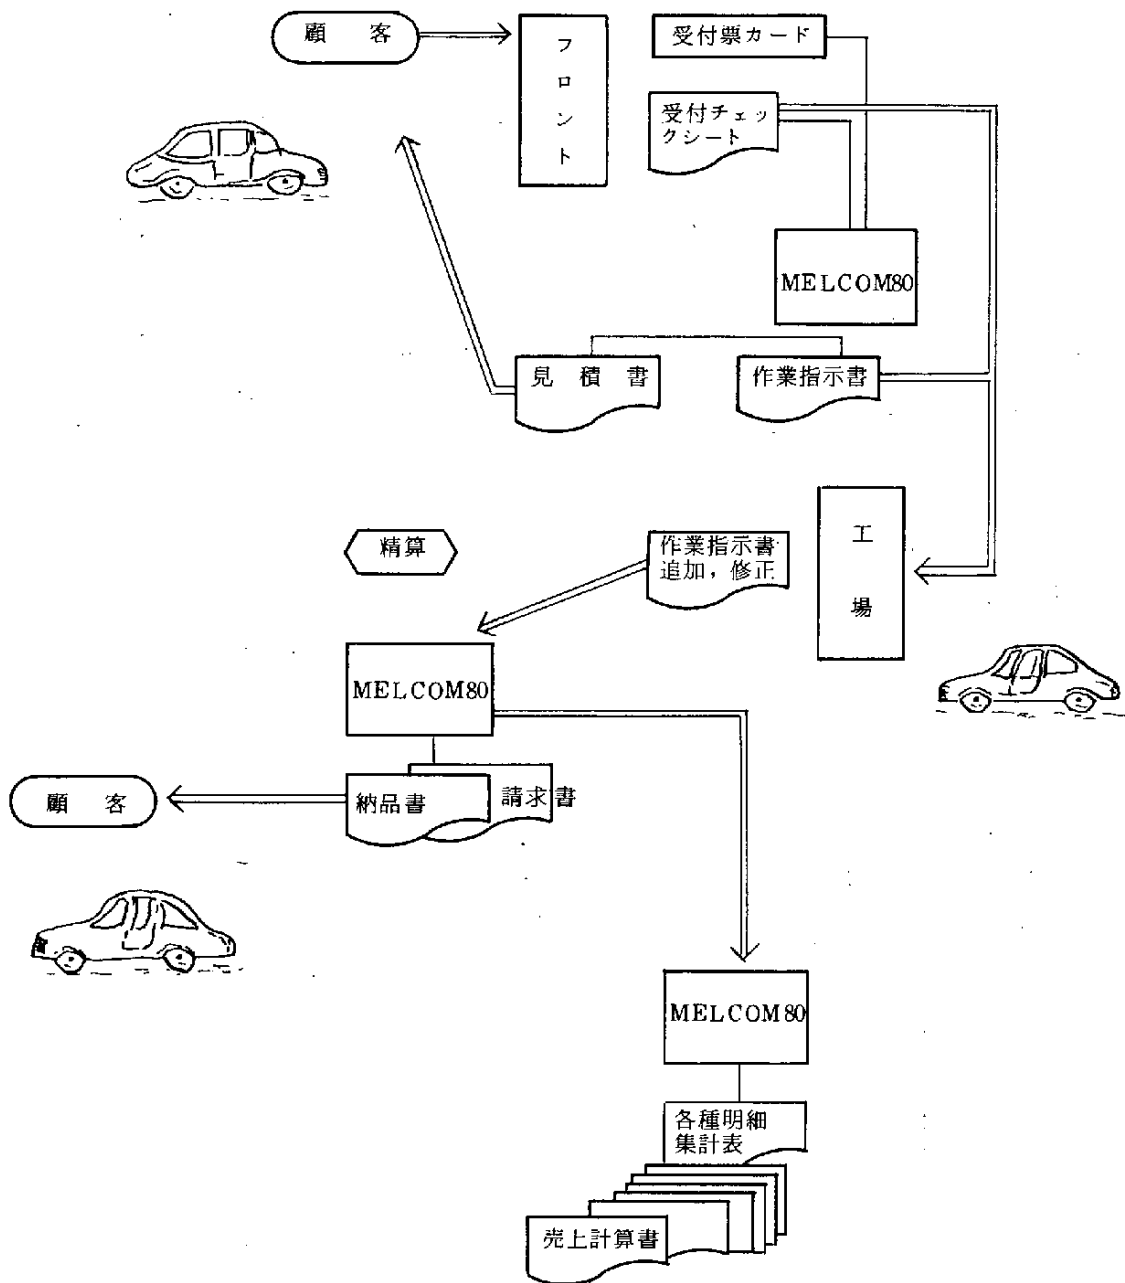 顧客
フロント
受付票カード
受付チェッ
クシート
MELCOM80
見積書
作業指示書
工場
精算
作業指示書
追加，修正
MELCOM80
顧客
納品書
請求書
MELCOM80
各種明細
集計表
売上計算書